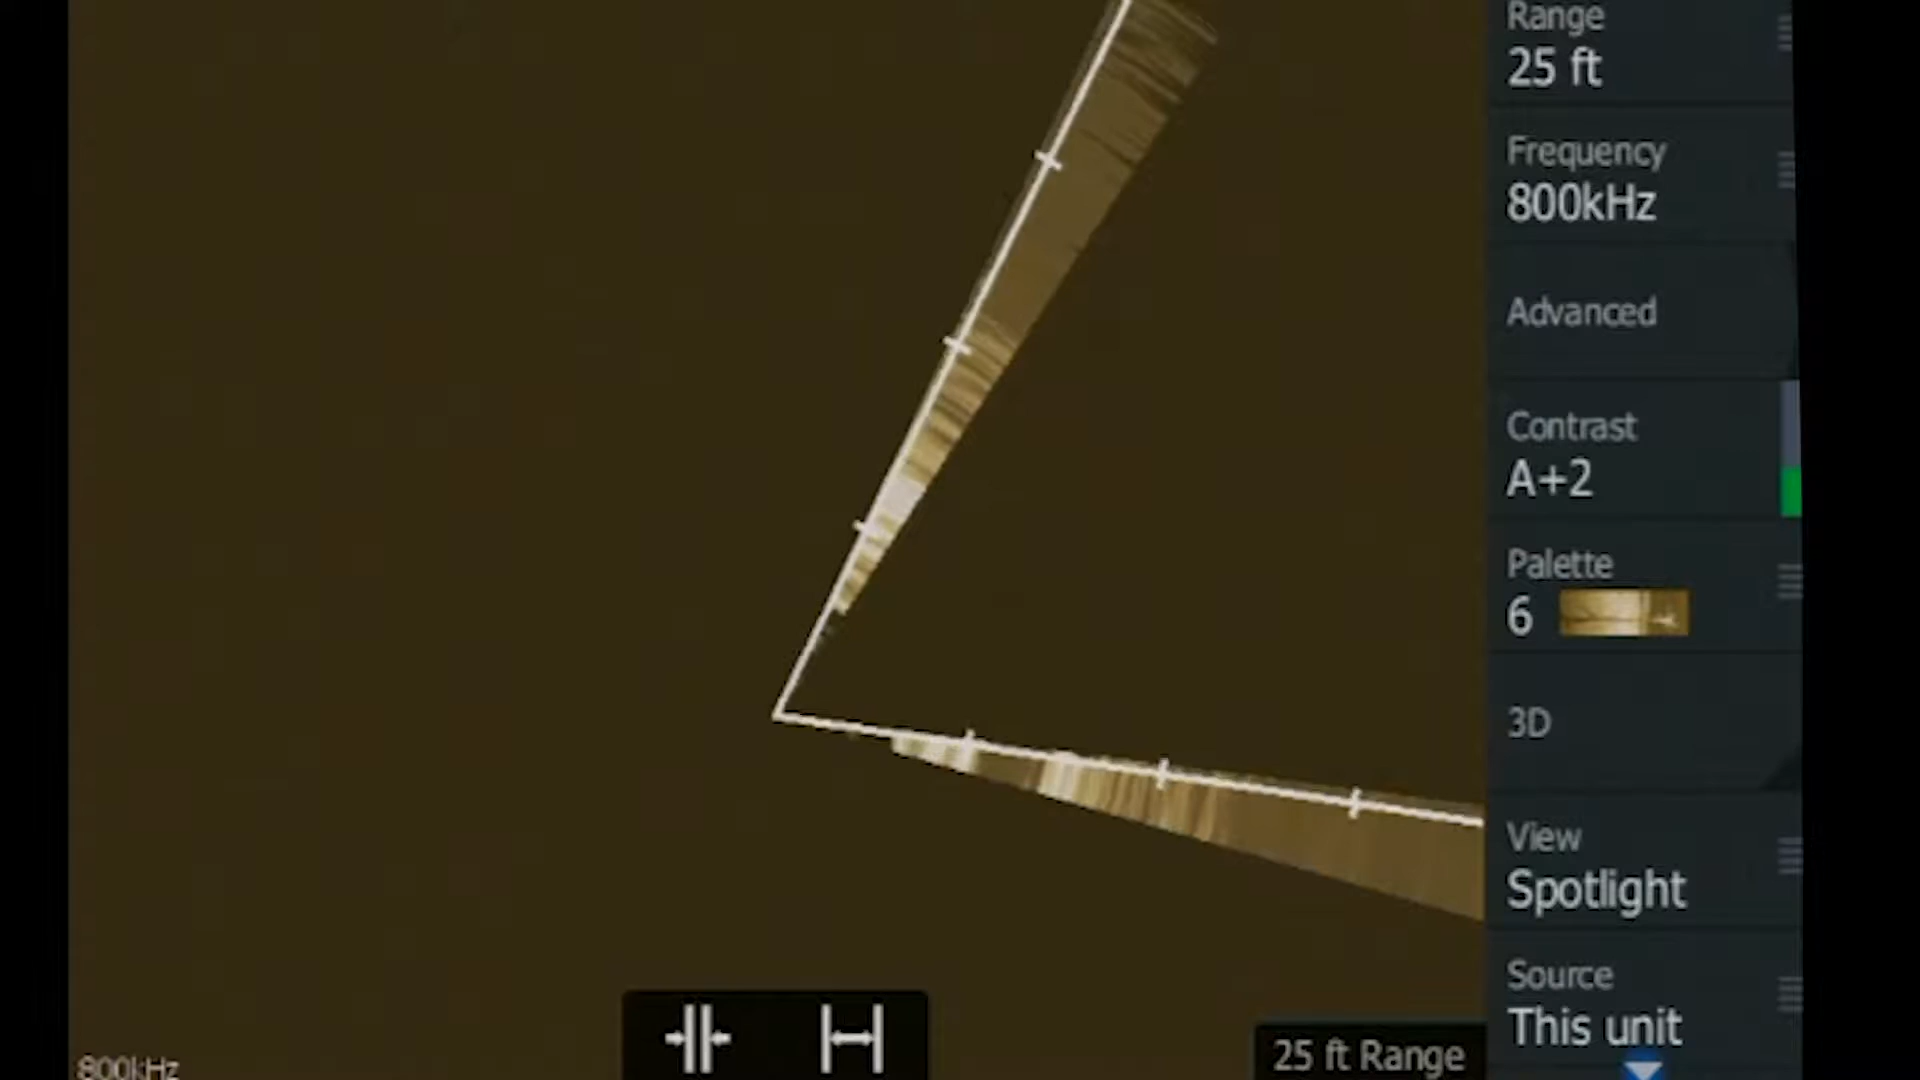 Range
25 ft
Frequency
800kHz
Advanced
Contrast
A+2
Palette
6
3D
View
Spotlight
Source
This unit
25 ft Range
800kHz